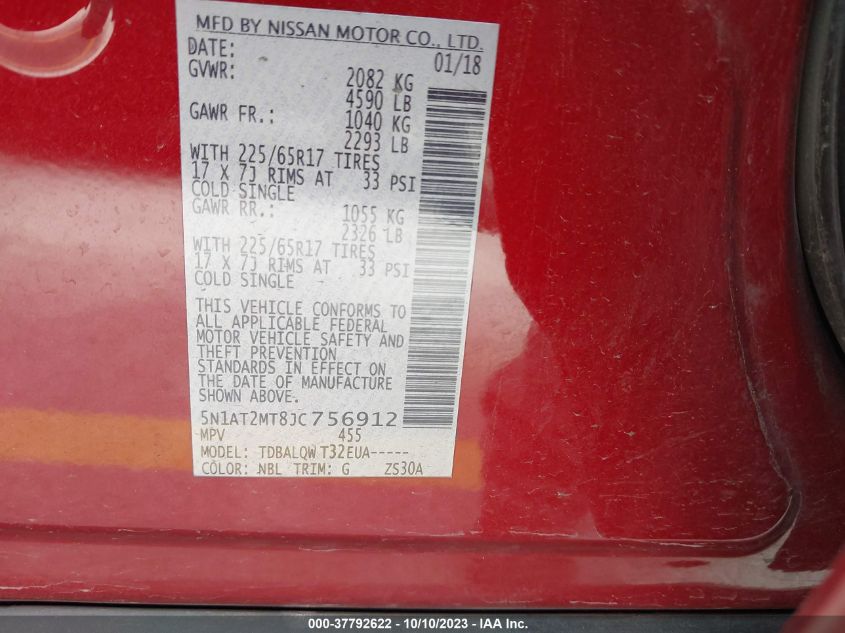 MFD BY NISSAN MOTOR CO., LTD.
DATE: 01/18
GVWR: 2082 KG
4590 LB
GAWR FR.: 1040 KG
2293 LB
WITH 225/65R17 TIRES
17 X 7J RIMS AT 33 PSI
COLD SINGLE
GAWR RR.: 1055 KG
2326 LB
WITH 225/65R17 TIRES
17 X 7J RIMS AT 33 PSI
COLD SINGLE
THIS VEHICLE CONFORMS TO
ALL APPLICABLE FEDERAL
MOTOR VEHICLE SAFETY AND
THEFT PREVENTION
STANDARDS IN EFFECT ON
THE DATE OF MANUFACTURE
SHOWN ABOVE.
5N1AT2MT8JC756912
MPV 455
MODEL: TDBALQW T32EUA-----
COLOR: NBL TRIM: G ZS30A
000-37792622 - 10/10/2023 - IAA Inc.